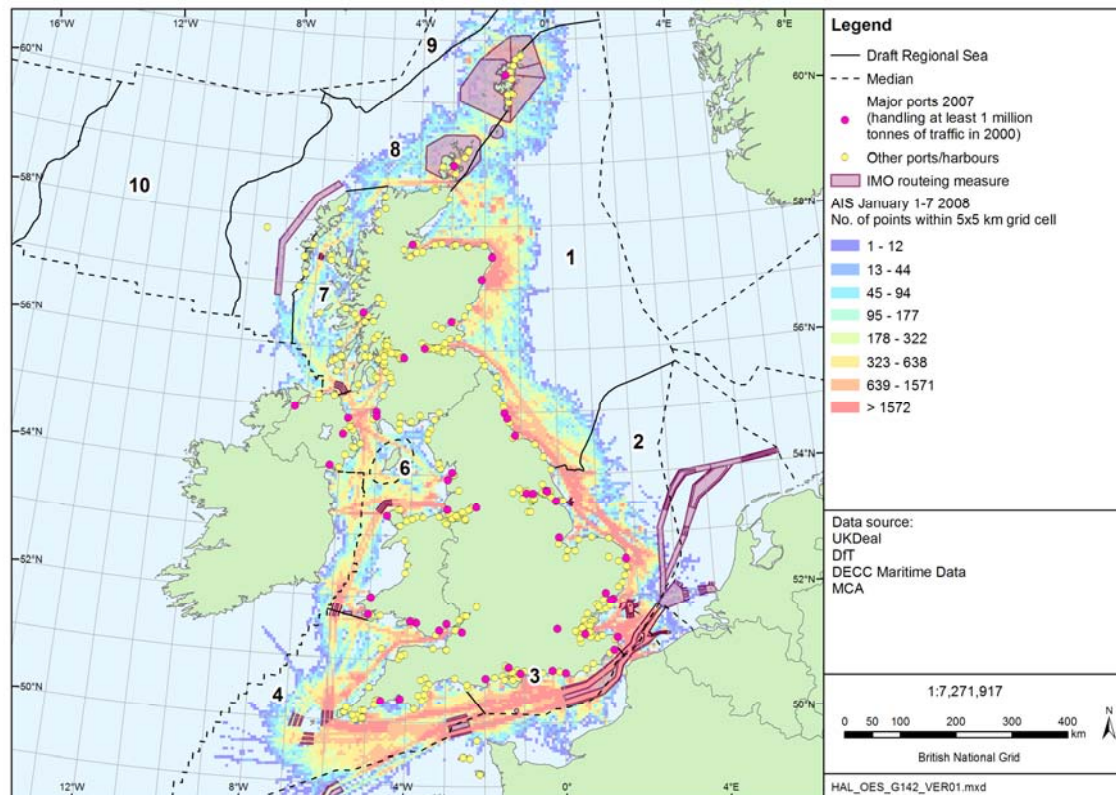 12°W
8°W
4°W
0°
4°E
8°E
60°N
58°N
56°N
54°N
52°N
50°N
60°N
58°N
56°N
54°N
52°N
50°N
9
8
10
1
7
2
6
3
4
16°W
12°W
8°W
4°W
0°
4°E
Legend
Draft Regional Sea
Median
Major ports 2007
(handling at least 1 million
tonnes of traffic in 2000)
Other ports/harbours
IMO routeing measure
AIS January 1-7 2008
No. of points within 5x5 km grid cell
1 - 12
13 - 44
45 - 94
95 - 177
178 - 322
323 - 638
639 - 1571
> 1572
Data source:
UKDeal
DfT
DECC Maritime Data
MCA
1:7,271,917
N
0 50 100 200 300 400
km
British National Grid
HAL_OES_G142_VER01.mxd